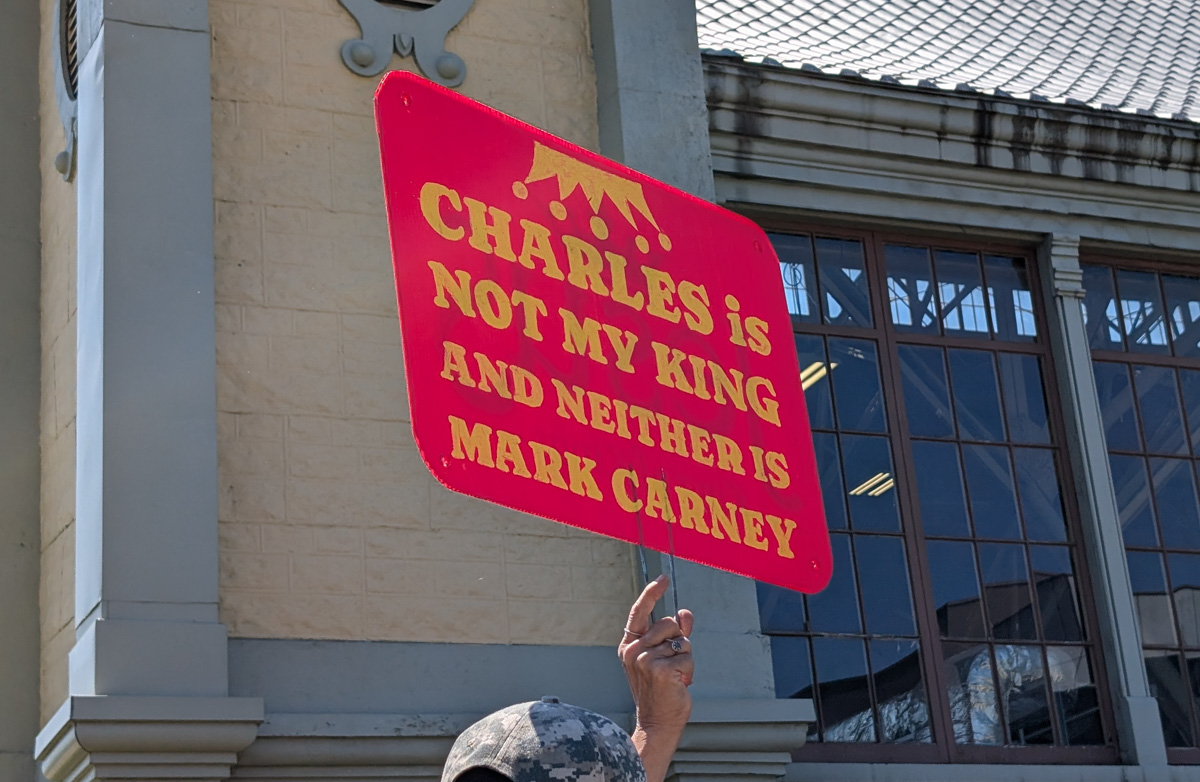 CHARLES iS
NOT MY KING
AND NEITHER IS
MARK CARNEY